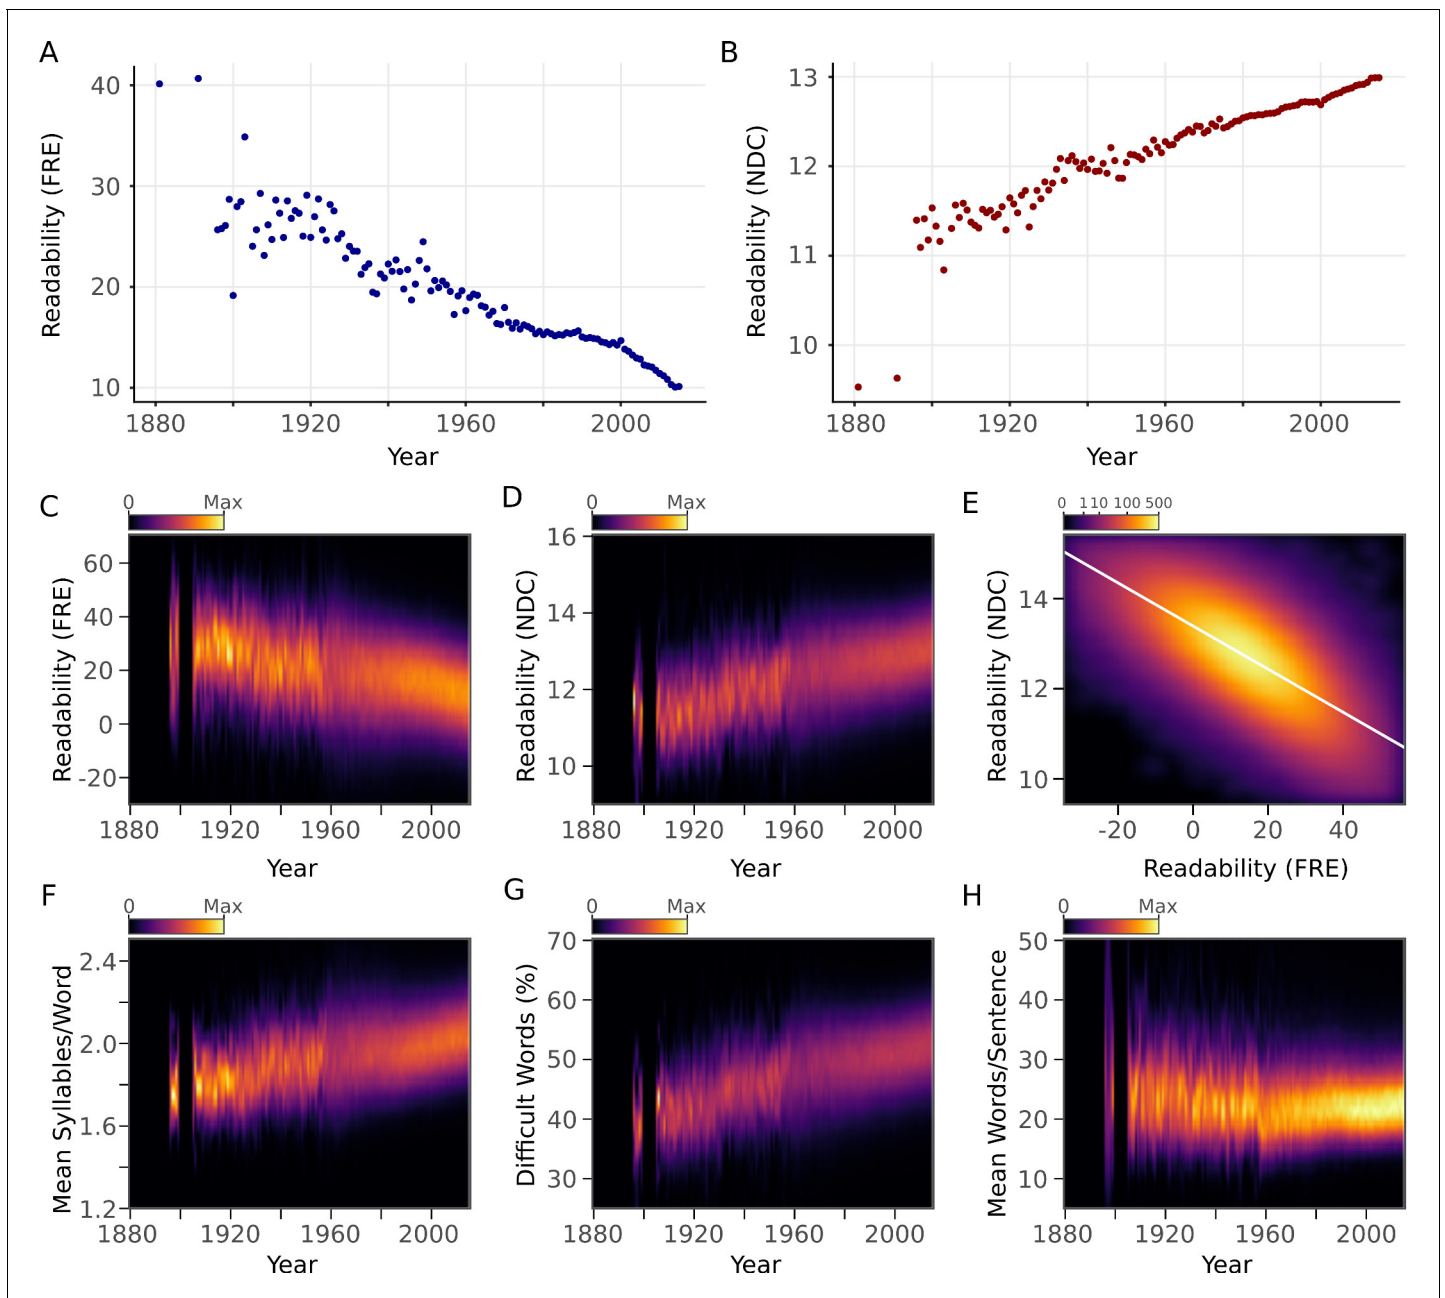 A
40
30
20
10
Readability (FRE)
1880
1920
1960
2000
Year
B
13
12
11
10
Readability (NDC)
1880
1920
1960
2000
Year
C
0
Max
60
40
20
0
-20
Readability (FRE)
1880
1920
1960
2000
Year
D
0
Max
16
14
12
10
Readability (NDC)
1880
1920
1960
2000
Year
E
0
1
10
100
500
14
12
10
Readability (NDC)
-20
0
20
40
Readability (FRE)
F
0
Max
2.4
2.0
1.6
1.2
Mean Syllables/Word
1880
1920
1960
2000
Year
G
0
Max
70
60
50
40
30
Difficult Words (%)
1880
1920
1960
2000
Year
H
0
Max
50
40
30
20
10
Mean Words/Sentence
1880
1920
1960
2000
Year